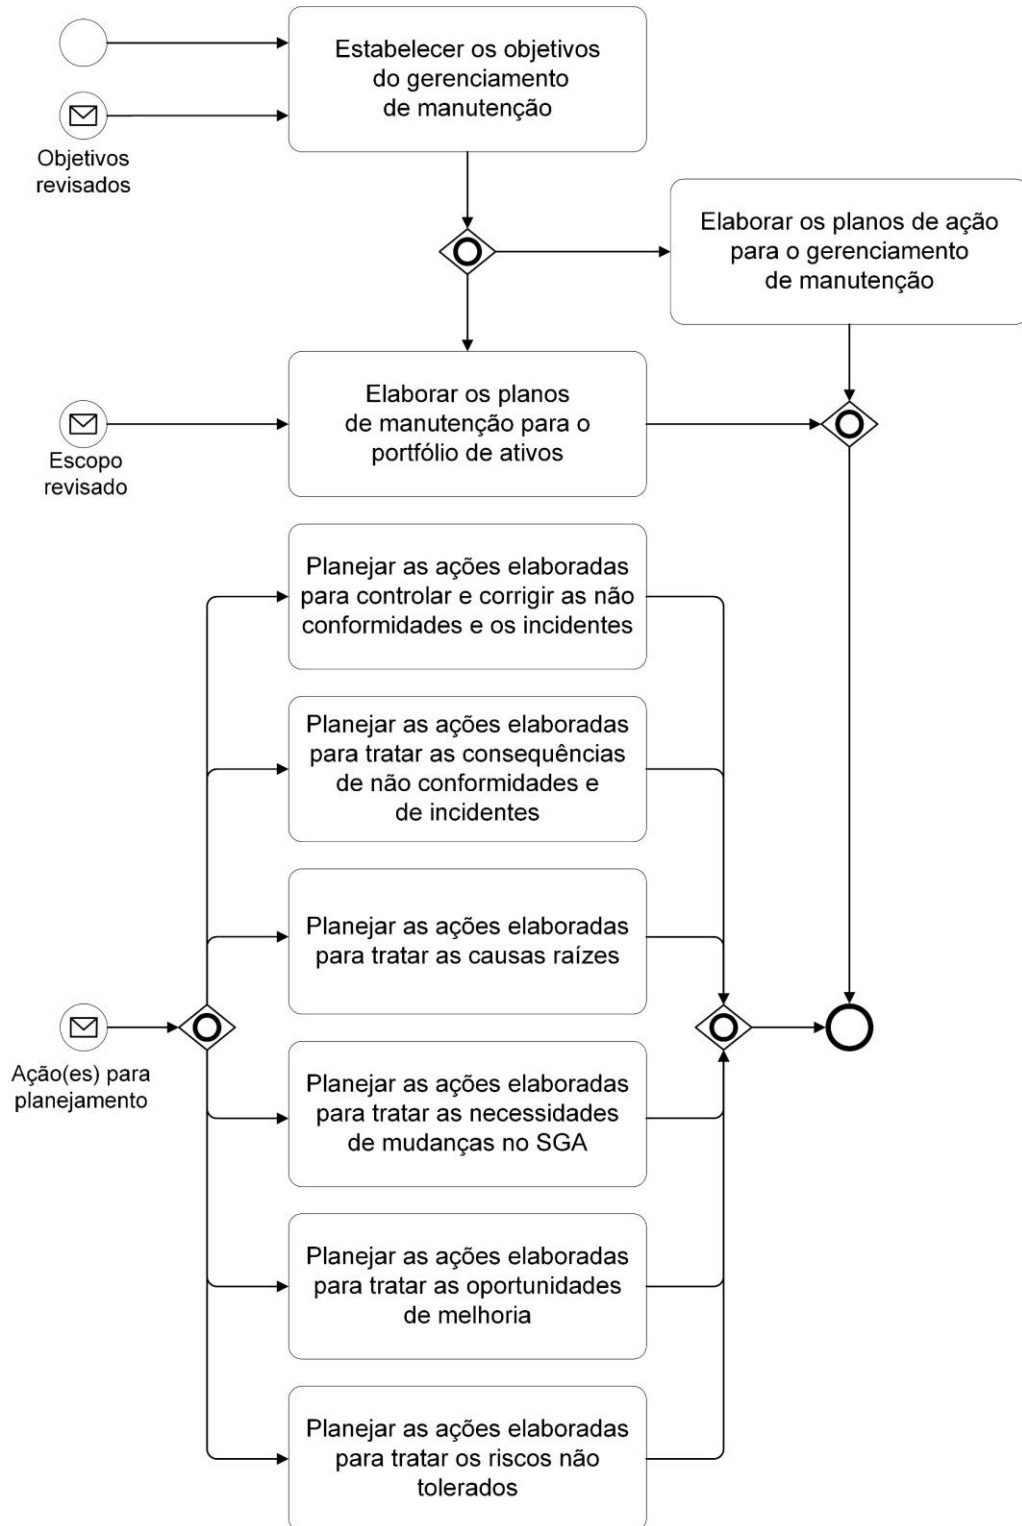 Estabelecer os objetivos
do gerenciamento
de manutenção
Objetivos
revisados
Elaborar os planos de ação
para o gerenciamento
de manutenção
Elaborar os planos
de manutenção para o
portfólio de ativos
Escopo
revisado
Planejar as ações elaboradas
para controlar e corrigir as não
conformidades e os incidentes
Planejar as ações elaboradas
para tratar as consequências
de não conformidades e
de incidentes
Planejar as ações elaboradas
para tratar as causas raízes
Ação(es) para
planejamento
Planejar as ações elaboradas
para tratar as necessidades
de mudanças no SGA
Planejar as ações elaboradas
para tratar as oportunidades
de melhoria
Planejar as ações elaboradas
para tratar os riscos não
tolerados